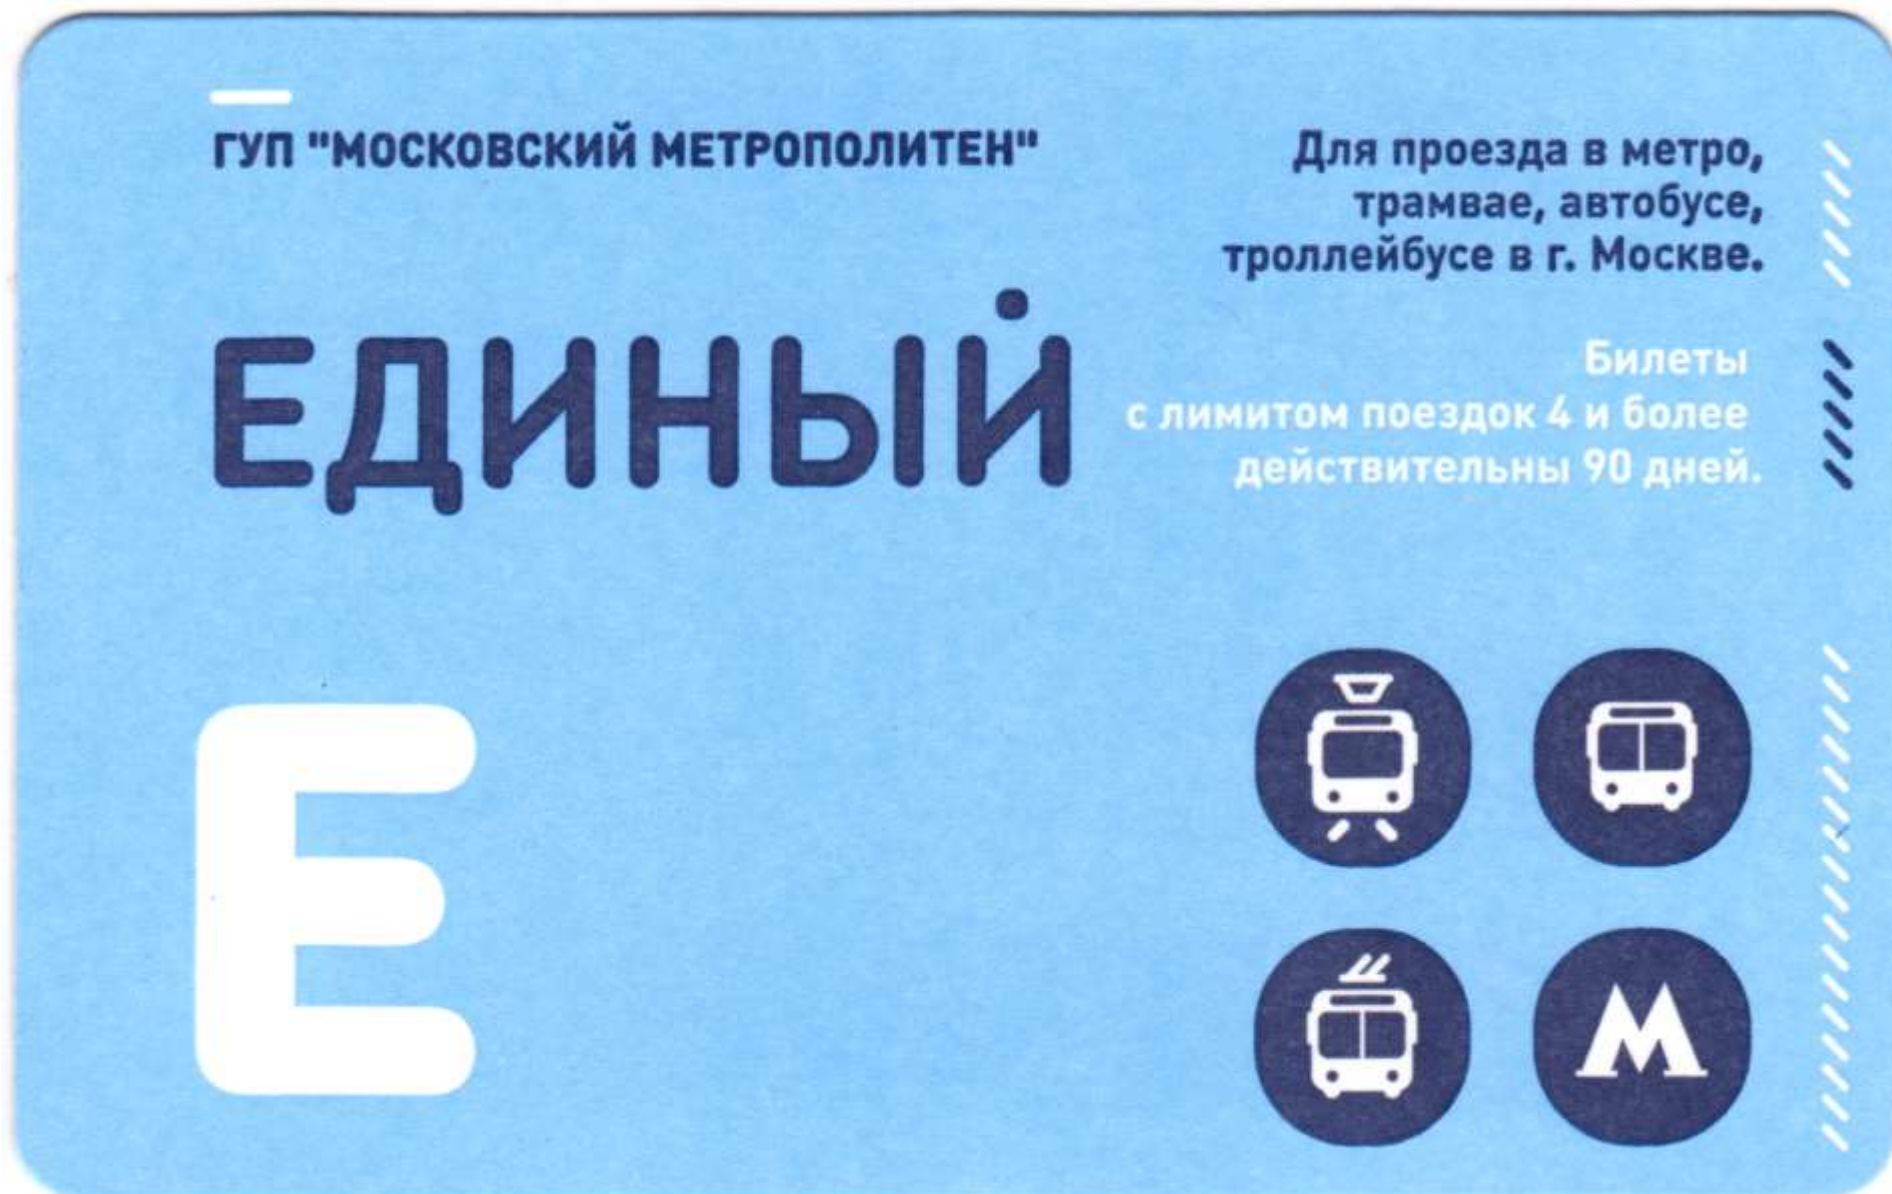 ГУП "МОСКОВСКИЙ МЕТРОПОЛИТЕН"
ЕДИНЫЙ
Для проезда в метро,
трамвае, автобусе,
троллейбусе в г. Москве.
Билеты
с лимитом поездок 4 и более
действительны 90 дней.
Е
М